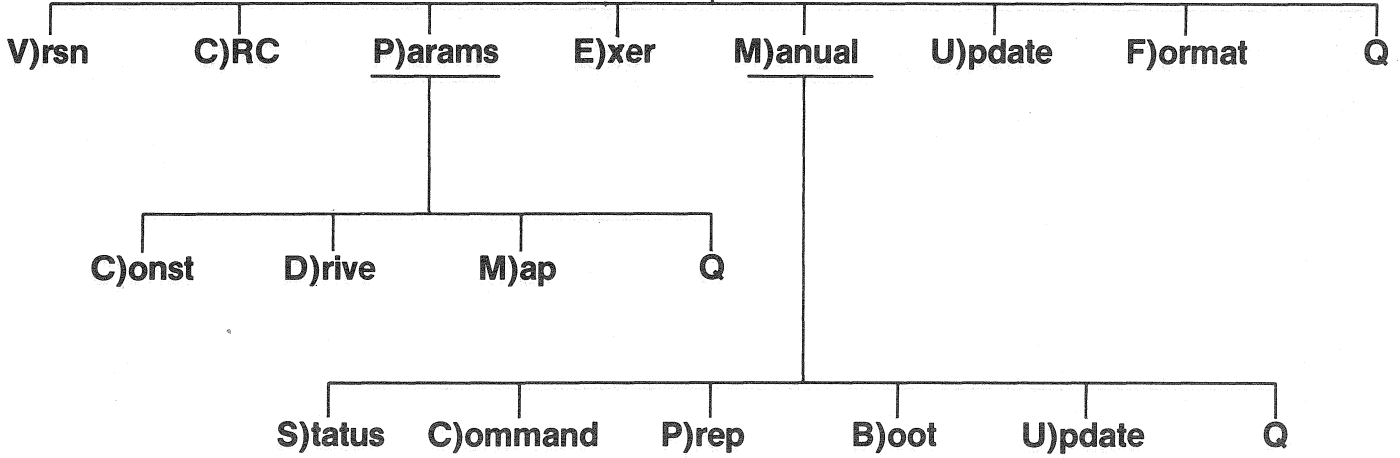 V)rsn C)RC P)arams E)xer M)anual U)pdate F)ormat Q
C)onst D)rive M)ap Q
S)tatus C)ommand P)rep B)oot U)pdate Q